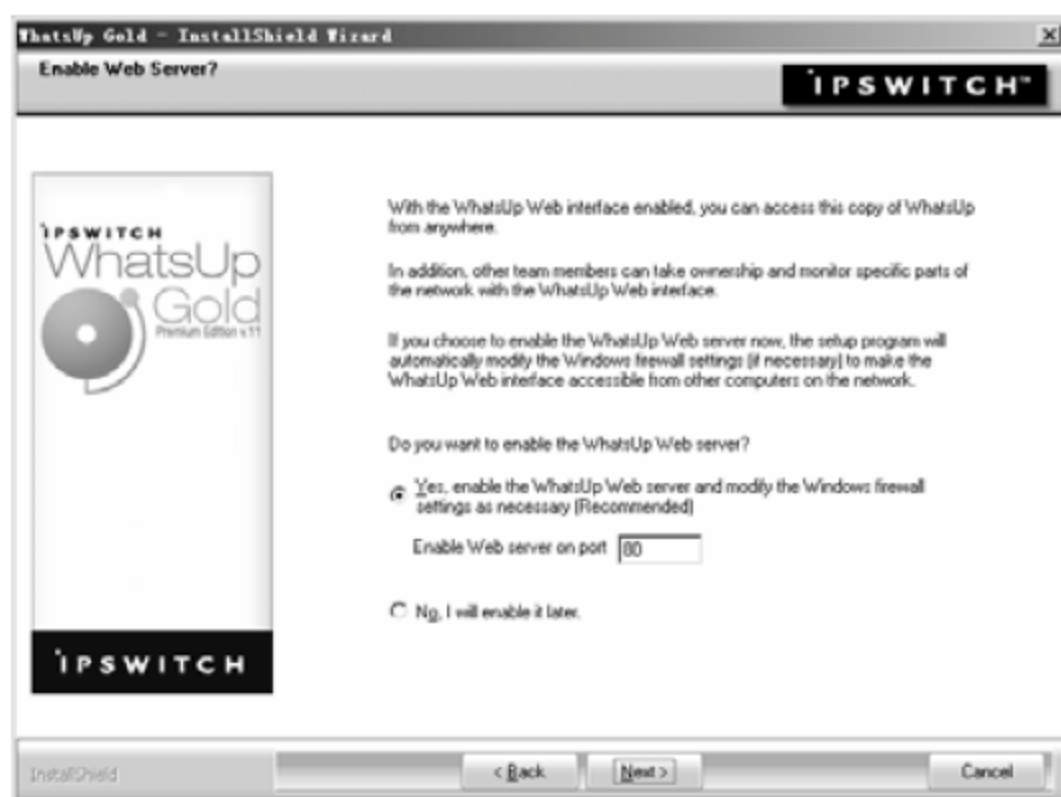 WhatsUp Gold - InstallShield Wizard
Enable Web Server?
IPSWITCH™
IPSWITCH
WhatsUp
Gold
Premium Edition v.11
IPSWITCH
With the WhatsUp Web interface enabled, you can access this copy of WhatsUp
from anywhere.
In addition, other team members can take ownership and monitor specific parts of
the network with the WhatsUp Web interface.
If you choose to enable the WhatsUp Web server now, the setup program will
automatically modify the Windows firewall settings (if necessary) to make the
WhatsUp Web interface accessible from other computers on the network.
Do you want to enable the WhatsUp Web server?
Yes, enable the WhatsUp Web server and modify the Windows firewall
settings as necessary (Recommended)
Enable Web server on port 80
No, I will enable it later.
InstallShield
< Back Next > Cancel